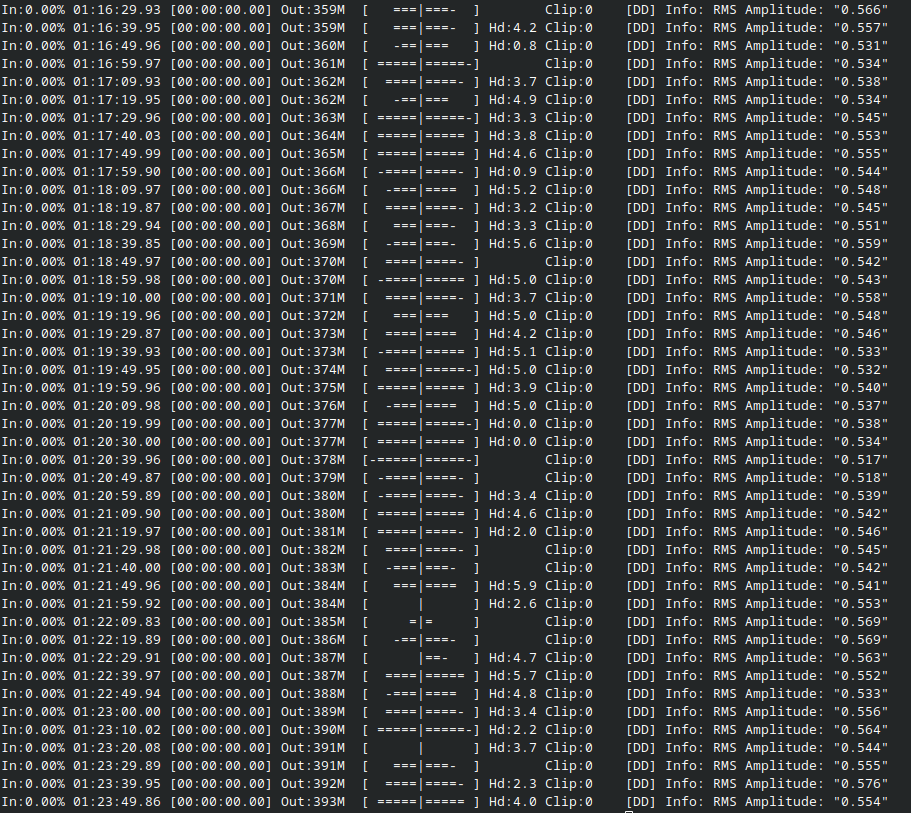 In:0.00% 01:16:29.93 [00:00:00.00] Out:359M  [   ===|===-  ]        Clip:0    [DD] Info: RMS Amplitude: "0.566"
In:0.00% 01:16:39.95 [00:00:00.00] Out:359M  [   ===|===-  ] Hd:4.2 Clip:0    [DD] Info: RMS Amplitude: "0.557"
In:0.00% 01:16:49.96 [00:00:00.00] Out:360M  [   -==|===   ] Hd:0.8 Clip:0    [DD] Info: RMS Amplitude: "0.531"
In:0.00% 01:16:59.97 [00:00:00.00] Out:361M  [ =====|=====-]        Clip:0    [DD] Info: RMS Amplitude: "0.534"
In:0.00% 01:17:09.93 [00:00:00.00] Out:362M  [  ====|====- ] Hd:3.7 Clip:0    [DD] Info: RMS Amplitude: "0.538"
In:0.00% 01:17:19.95 [00:00:00.00] Out:362M  [   -==|===   ] Hd:4.9 Clip:0    [DD] Info: RMS Amplitude: "0.534"
In:0.00% 01:17:29.96 [00:00:00.00] Out:363M  [ =====|=====-] Hd:3.3 Clip:0    [DD] Info: RMS Amplitude: "0.545"
In:0.00% 01:17:40.03 [00:00:00.00] Out:364M  [ =====|===== ] Hd:3.8 Clip:0    [DD] Info: RMS Amplitude: "0.553"
In:0.00% 01:17:49.99 [00:00:00.00] Out:365M  [ =====|===== ] Hd:4.6 Clip:0    [DD] Info: RMS Amplitude: "0.555"
In:0.00% 01:17:59.90 [00:00:00.00] Out:366M  [ -====|====- ] Hd:0.9 Clip:0    [DD] Info: RMS Amplitude: "0.544"
In:0.00% 01:18:09.97 [00:00:00.00] Out:366M  [  -===|====  ] Hd:5.2 Clip:0    [DD] Info: RMS Amplitude: "0.548"
In:0.00% 01:18:19.87 [00:00:00.00] Out:367M  [  ====|====- ] Hd:3.2 Clip:0    [DD] Info: RMS Amplitude: "0.545"
In:0.00% 01:18:29.94 [00:00:00.00] Out:368M  [   ===|===-  ] Hd:3.3 Clip:0    [DD] Info: RMS Amplitude: "0.551"
In:0.00% 01:18:39.85 [00:00:00.00] Out:369M  [  -===|===-  ] Hd:5.6 Clip:0    [DD] Info: RMS Amplitude: "0.559"
In:0.00% 01:18:49.97 [00:00:00.00] Out:370M  [  ====|====- ]        Clip:0    [DD] Info: RMS Amplitude: "0.542"
In:0.00% 01:18:59.98 [00:00:00.00] Out:370M  [ -====|===== ] Hd:5.0 Clip:0    [DD] Info: RMS Amplitude: "0.543"
In:0.00% 01:19:10.00 [00:00:00.00] Out:371M  [  ====|====- ] Hd:3.7 Clip:0    [DD] Info: RMS Amplitude: "0.558"
In:0.00% 01:19:19.96 [00:00:00.00] Out:372M  [   ===|===   ] Hd:5.0 Clip:0    [DD] Info: RMS Amplitude: "0.548"
In:0.00% 01:19:29.87 [00:00:00.00] Out:373M  [  ====|====  ] Hd:4.2 Clip:0    [DD] Info: RMS Amplitude: "0.546"
In:0.00% 01:19:39.93 [00:00:00.00] Out:373M  [ -====|===== ] Hd:5.1 Clip:0    [DD] Info: RMS Amplitude: "0.533"
In:0.00% 01:19:49.95 [00:00:00.00] Out:374M  [  ====|=====-] Hd:5.0 Clip:0    [DD] Info: RMS Amplitude: "0.532"
In:0.00% 01:19:59.96 [00:00:00.00] Out:375M  [  ====|===== ] Hd:3.9 Clip:0    [DD] Info: RMS Amplitude: "0.540"
In:0.00% 01:20:09.98 [00:00:00.00] Out:376M  [  -===|====  ] Hd:5.0 Clip:0    [DD] Info: RMS Amplitude: "0.537"
In:0.00% 01:20:19.99 [00:00:00.00] Out:377M  [ =====|=====-] Hd:0.0 Clip:0    [DD] Info: RMS Amplitude: "0.538"
In:0.00% 01:20:30.00 [00:00:00.00] Out:377M  [ =====|===== ] Hd:0.0 Clip:0    [DD] Info: RMS Amplitude: "0.534"
In:0.00% 01:20:39.96 [00:00:00.00] Out:378M  [-=====|=====-]        Clip:0    [DD] Info: RMS Amplitude: "0.517"
In:0.00% 01:20:49.87 [00:00:00.00] Out:379M  [ -====|====- ]        Clip:0    [DD] Info: RMS Amplitude: "0.518"
In:0.00% 01:20:59.89 [00:00:00.00] Out:380M  [ -====|====- ] Hd:3.4 Clip:0    [DD] Info: RMS Amplitude: "0.539"
In:0.00% 01:21:09.90 [00:00:00.00] Out:380M  [ =====|===== ] Hd:4.6 Clip:0    [DD] Info: RMS Amplitude: "0.542"
In:0.00% 01:21:19.97 [00:00:00.00] Out:381M  [ =====|====- ] Hd:2.0 Clip:0    [DD] Info: RMS Amplitude: "0.546"
In:0.00% 01:21:29.98 [00:00:00.00] Out:382M  [  ====|====- ]        Clip:0    [DD] Info: RMS Amplitude: "0.545"
In:0.00% 01:21:40.00 [00:00:00.00] Out:383M  [  -===|===-  ]        Clip:0    [DD] Info: RMS Amplitude: "0.542"
In:0.00% 01:21:49.96 [00:00:00.00] Out:384M  [   ===|====  ] Hd:5.9 Clip:0    [DD] Info: RMS Amplitude: "0.541"
In:0.00% 01:21:59.92 [00:00:00.00] Out:384M  [      |      ] Hd:2.6 Clip:0    [DD] Info: RMS Amplitude: "0.553"
In:0.00% 01:22:09.83 [00:00:00.00] Out:385M  [     =|=     ]        Clip:0    [DD] Info: RMS Amplitude: "0.569"
In:0.00% 01:22:19.89 [00:00:00.00] Out:386M  [   -==|===-  ]        Clip:0    [DD] Info: RMS Amplitude: "0.569"
In:0.00% 01:22:29.91 [00:00:00.00] Out:387M  [      |==-   ] Hd:4.7 Clip:0    [DD] Info: RMS Amplitude: "0.563"
In:0.00% 01:22:39.97 [00:00:00.00] Out:387M  [  ====|===== ] Hd:5.7 Clip:0    [DD] Info: RMS Amplitude: "0.552"
In:0.00% 01:22:49.94 [00:00:00.00] Out:388M  [  -===|====  ] Hd:4.8 Clip:0    [DD] Info: RMS Amplitude: "0.533"
In:0.00% 01:23:00.00 [00:00:00.00] Out:389M  [  ====|====- ] Hd:3.4 Clip:0    [DD] Info: RMS Amplitude: "0.556"
In:0.00% 01:23:10.02 [00:00:00.00] Out:390M  [ =====|=====-] Hd:2.2 Clip:0    [DD] Info: RMS Amplitude: "0.564"
In:0.00% 01:23:20.08 [00:00:00.00] Out:391M  [      |      ] Hd:3.7 Clip:0    [DD] Info: RMS Amplitude: "0.544"
In:0.00% 01:23:29.89 [00:00:00.00] Out:391M  [   ===|===-  ]        Clip:0    [DD] Info: RMS Amplitude: "0.555"
In:0.00% 01:23:39.95 [00:00:00.00] Out:392M  [  ====|====- ] Hd:2.3 Clip:0    [DD] Info: RMS Amplitude: "0.576"
In:0.00% 01:23:49.86 [00:00:00.00] Out:393M  [ =====|===== ] Hd:4.0 Clip:0    [DD] Info: RMS Amplitude: "0.554"